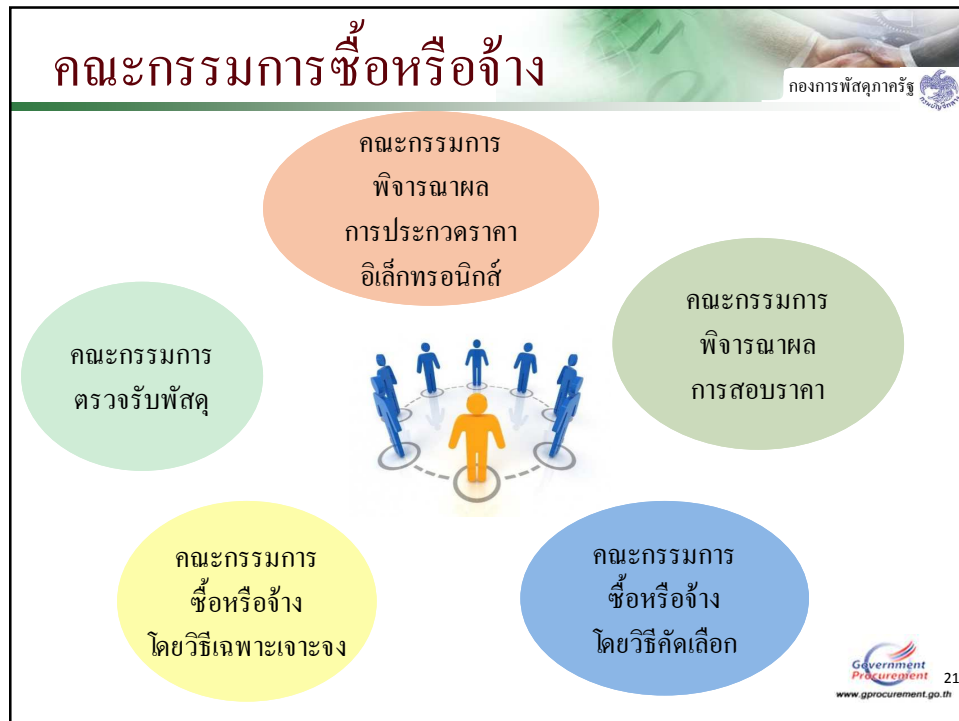 คณะกรรมการซื้อหรือจ้าง
กองการพัสดุภาครัฐ
กรมบัญชีกลาง
คณะกรรมการ
พิจารณาผล
การประกวดราคา
อิเล็กทรอนิกส์
คณะกรรมการ
พิจารณาผล
การสอบราคา
คณะกรรมการ
ตรวจรับพัสดุ
คณะกรรมการ
ซื้อหรือจ้าง
โดยวิธีเฉพาะเจาะจง
คณะกรรมการ
ซื้อหรือจ้าง
โดยวิธีคัดเลือก
Government
Procurement
www.gprocurement.go.th
21